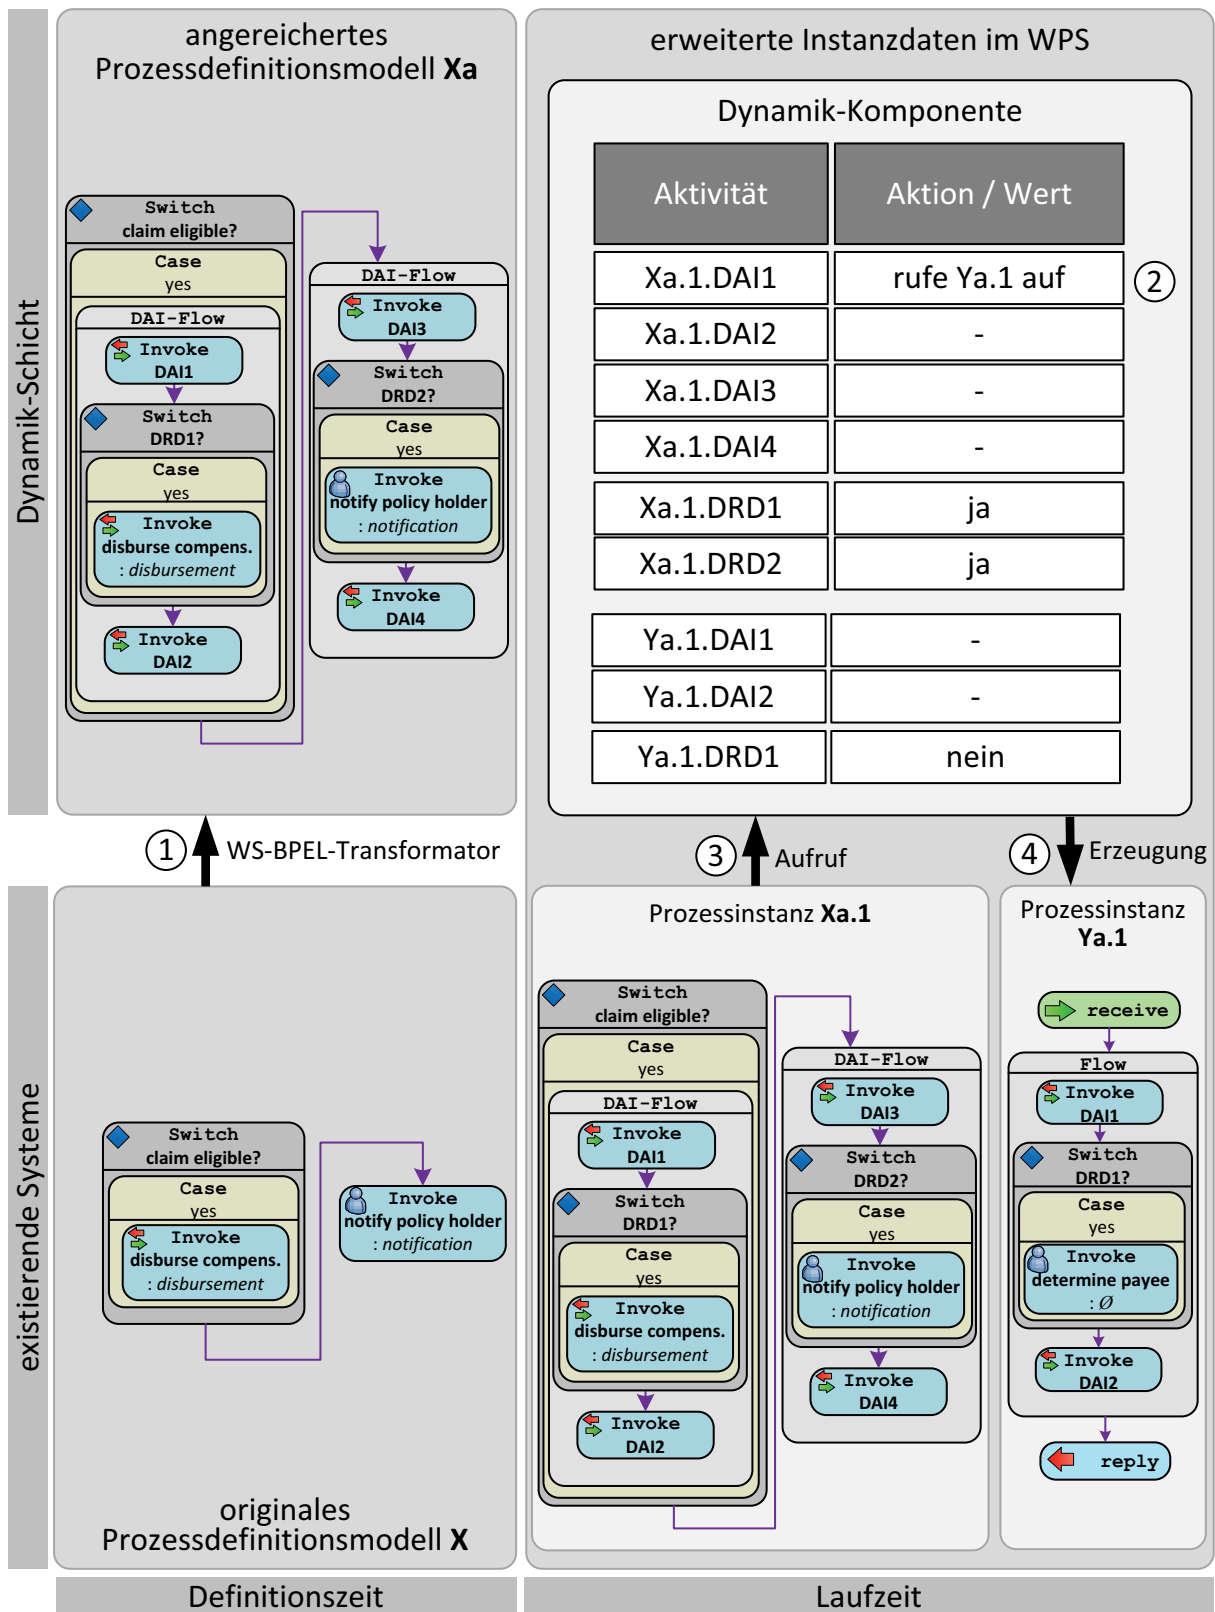 Dynamik-Schicht
existierende Systeme
angereichertes
Prozessdefinitionsmodell Xa
Switch
claim eligible?
Case
yes
DAI-Flow
Invoke
DAI1
Switch
DRD1?
Case
yes
Invoke
disburse compens.
: disbursement
Invoke
DAI2
DAI-Flow
Invoke
DAI3
Switch
DRD2?
Case
yes
Invoke
notify policy holder
: notification
Invoke
DAI4
erweiterte Instanzdaten im WPS
Dynamik-Komponente
Aktivität Aktion / Wert
Xa.1.DAI1 rufe Ya.1 auf 2
Xa.1.DAI2 -
Xa.1.DAI3 -
Xa.1.DAI4 -
Xa.1.DRD1 ja
Xa.1.DRD2 ja
Ya.1.DAI1 -
Ya.1.DAI2 -
Ya.1.DRD1 nein
1 WS-BPEL-Transformator
3 Aufruf
4 Erzeugung
Switch
claim eligible?
Case
yes
Invoke
disburse compens.
: disbursement
Invoke
notify policy holder
: notification
originales
Prozessdefinitionsmodell X
Prozessinstanz Xa.1
Switch
claim eligible?
Case
yes
DAI-Flow
Invoke
DAI1
Switch
DRD1?
Case
yes
Invoke
disburse compens.
: disbursement
Invoke
DAI2
DAI-Flow
Invoke
DAI3
Switch
DRD2?
Case
yes
Invoke
notify policy holder
: notification
Invoke
DAI4
Prozessinstanz
Ya.1
receive
Flow
Invoke
DAI1
Switch
DRD1?
Case
yes
Invoke
determine payee
: Ø
Invoke
DAI2
reply
Definitionszeit
Laufzeit